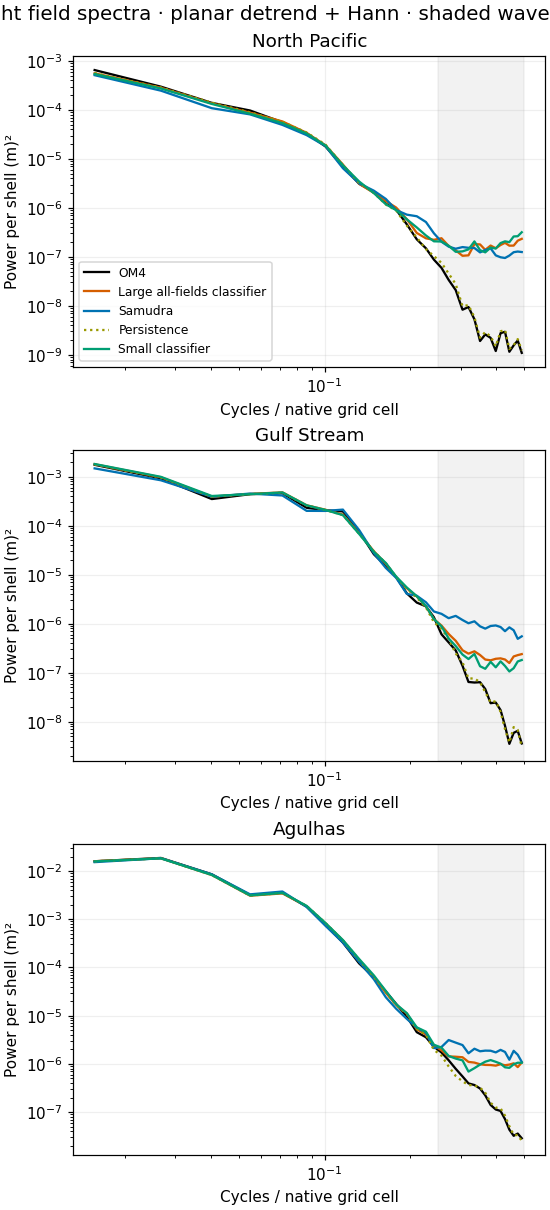 ht field spectra · planar detrend + Hann · shaded wave
North Pacific
Power per shell (m)²
10⁻³
10⁻⁴
10⁻⁵
10⁻⁶
10⁻⁷
10⁻⁸
10⁻⁹
OM4
Large all-fields classifier
Samudra
Persistence
Small classifier
10⁻¹
Cycles / native grid cell
Gulf Stream
Power per shell (m)²
10⁻³
10⁻⁴
10⁻⁵
10⁻⁶
10⁻⁷
10⁻⁸
10⁻¹
Cycles / native grid cell
Agulhas
Power per shell (m)²
10⁻²
10⁻³
10⁻⁴
10⁻⁵
10⁻⁶
10⁻⁷
10⁻¹
Cycles / native grid cell